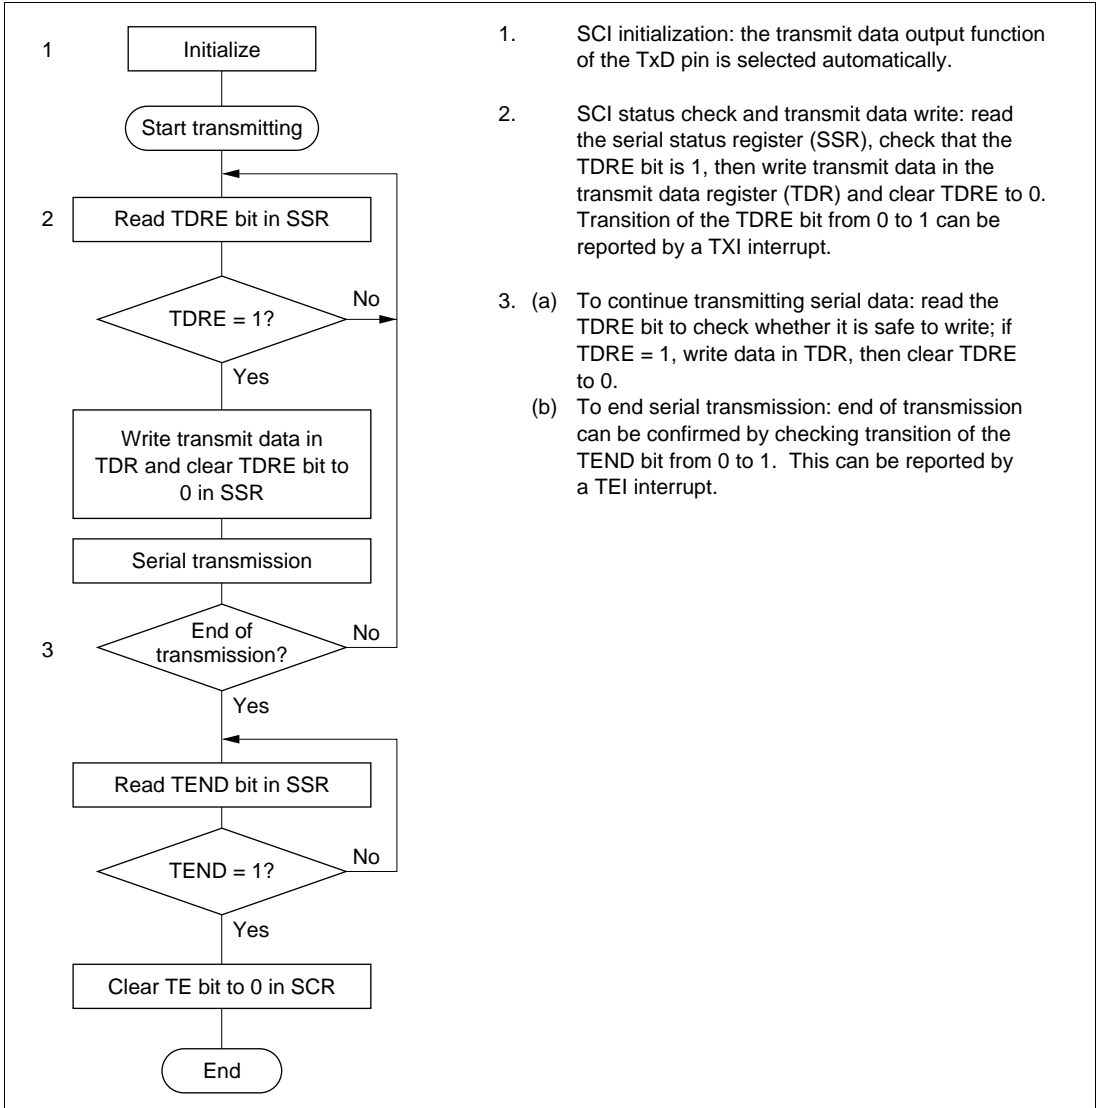 1
Initialize
Start transmitting
2
Read TDRE bit in SSR
TDRE = 1?
No
Yes
Write transmit data in
TDR and clear TDRE bit to
0 in SSR
Serial transmission
3
End of
transmission?
No
Yes
Read TEND bit in SSR
TEND = 1?
No
Yes
Clear TE bit to 0 in SCR
End
1. SCI initialization: the transmit data output function
of the TxD pin is selected automatically.
2. SCI status check and transmit data write: read
the serial status register (SSR), check that the
TDRE bit is 1, then write transmit data in the
transmit data register (TDR) and clear TDRE to 0.
Transition of the TDRE bit from 0 to 1 can be
reported by a TXI interrupt.
3. (a) To continue transmitting serial data: read the
TDRE bit to check whether it is safe to write; if
TDRE = 1, write data in TDR, then clear TDRE
to 0.
(b) To end serial transmission: end of transmission
can be confirmed by checking transition of the
TEND bit from 0 to 1. This can be reported by
a TEI interrupt.